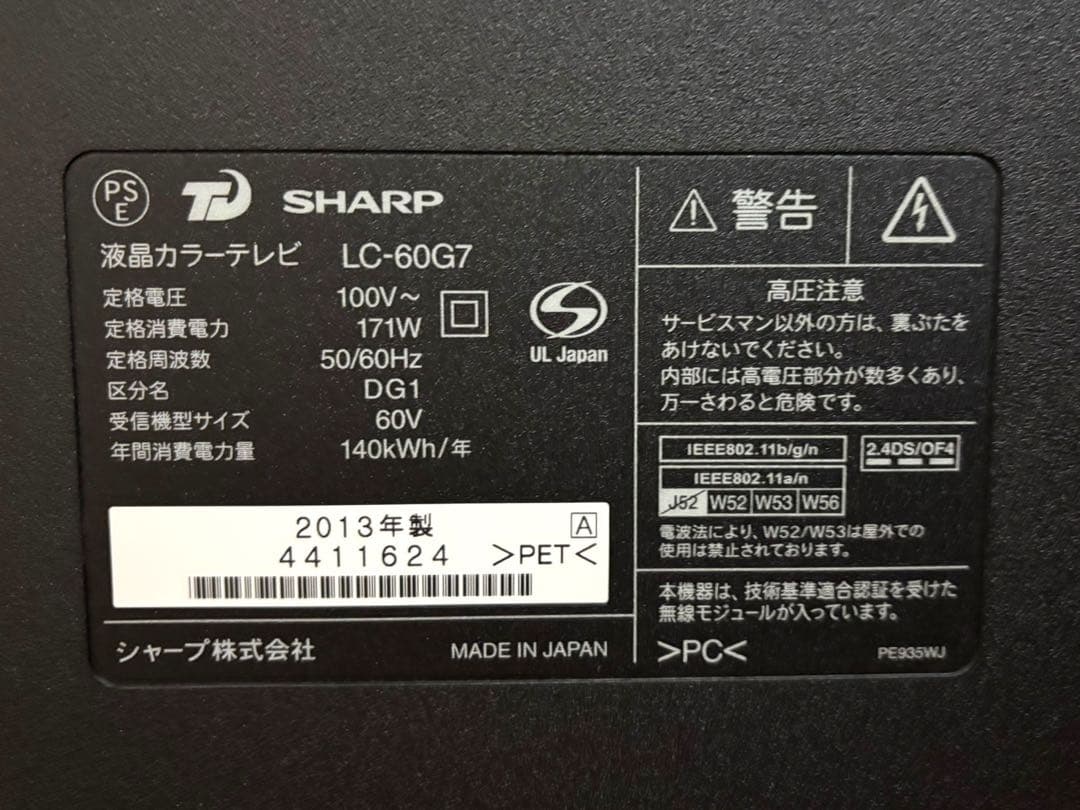 PS
E
SHARP
液晶カラーテレビ LC-60G7
定格電圧 100V～
定格消費電力 171W
定格周波数 50/60Hz
区分名 DG1
受信機型サイズ 60V
年間消費電力量 140kWh/年
UL Japan
2013年製 A
4411624 >PET<
シャープ株式会社 MADE IN JAPAN
警告
高圧注意
サービスマン以外の方は、裏ぶたを
あけないでください。
内部には高電圧部分が数多くあり、
万一さわると危険です。
IEEE802.11b/g/n 2.4DS/OF4
IEEE802.11a/n
J52 W52 W53 W56
電波法により、W52/W53は屋外での
使用は禁止されております。
本機器は、技術基準適合認証を受けた
無線モジュールが入っています。
>PC< PE935WJ